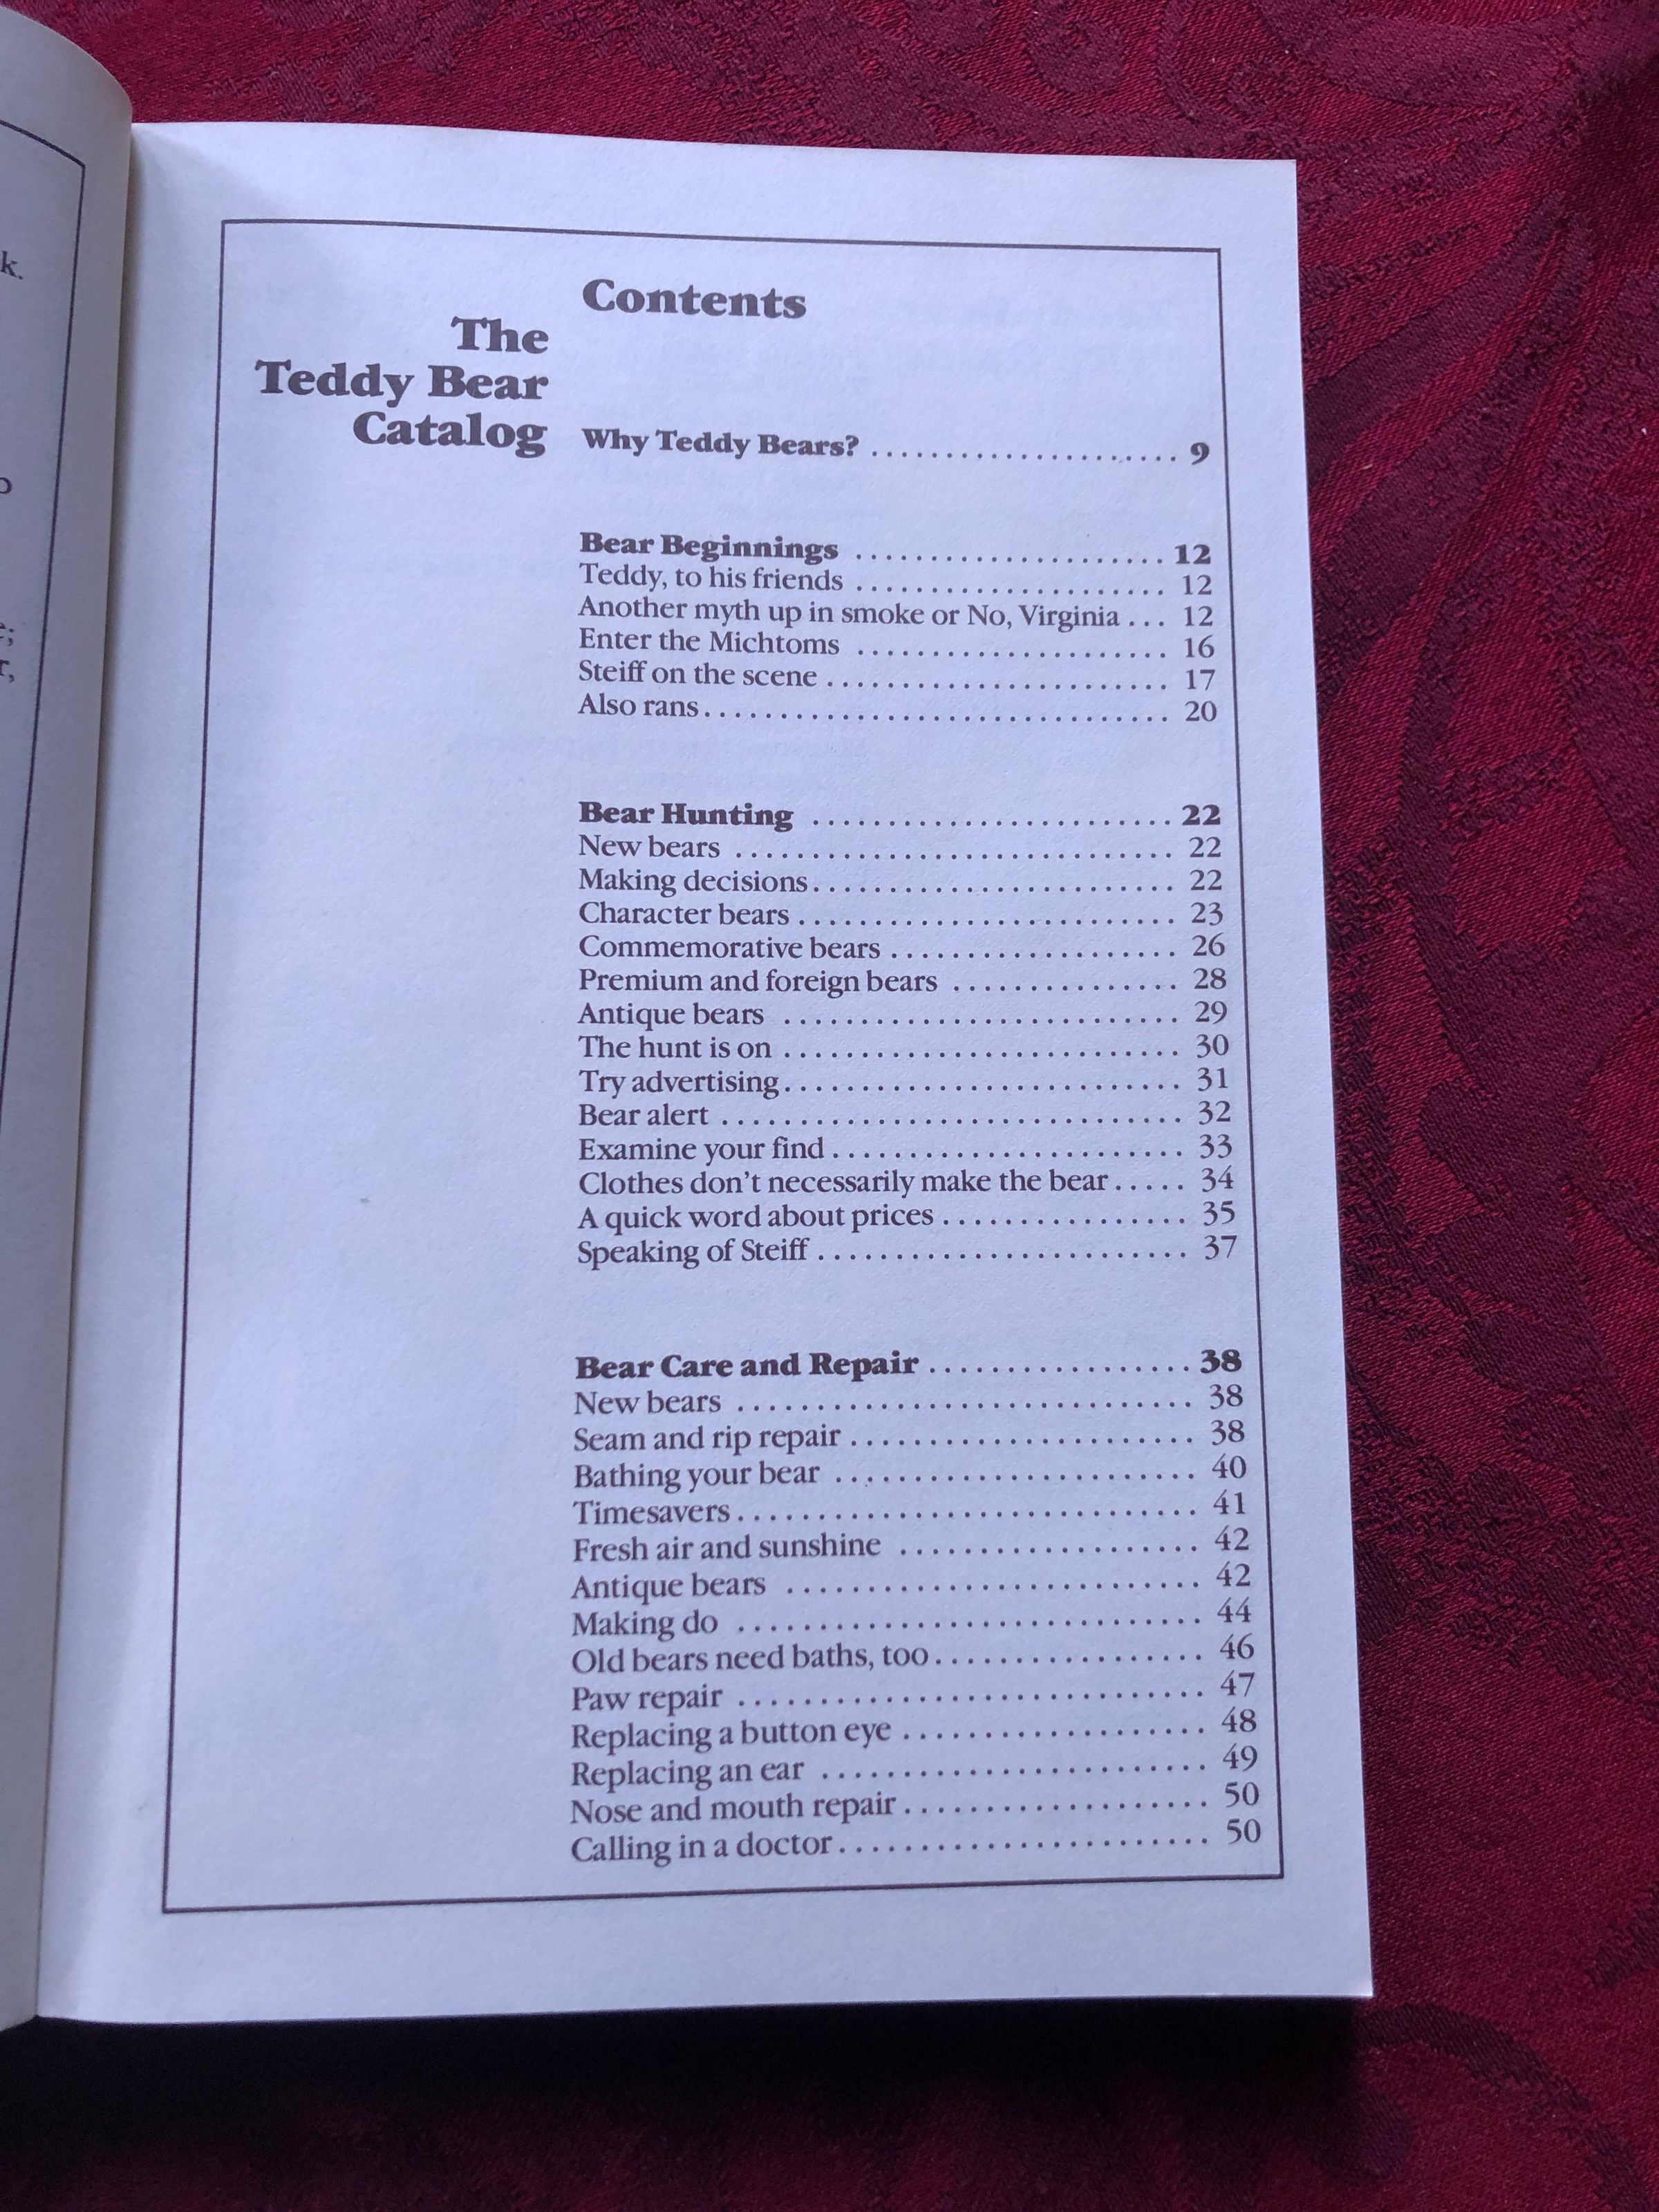 k.
The
Teddy Bear
Catalog
Contents
Why Teddy Bears? ..................... 9
Bear Beginnings ..................... 12
Teddy, to his friends ..................... 12
Another myth up in smoke or No, Virginia ... 12
Enter the Michtoms ..................... 16
Steiff on the scene ....................... 17
Also rans ............................... 20
Bear Hunting ........................ 22
New bears ............................. 22
Making decisions ........................ 22
Character bears ......................... 23
Commemorative bears ................... 26
Premium and foreign bears ............... 28
Antique bears .......................... 29
The hunt is on .......................... 30
Try advertising ........................... 31
Bear alert ............................... 32
Examine your find ....................... 33
Clothes don't necessarily make the bear ..... 34
A quick word about prices ................ 35
Speaking of Steiff ......................... 37
Bear Care and Repair ................. 38
New bears .............................. 38
Seam and rip repair ....................... 38
Bathing your bear ........................ 40
Timesavers ............................... 41
Fresh air and sunshine .................... 42
Antique bears ............................ 42
Making do ............................... 44
Old bears need baths, too .................. 46
Paw repair ............................... 47
Replacing a button eye .................... 48
Replacing an ear ......................... 49
Nose and mouth repair .................... 50
Calling in a doctor ......................... 50